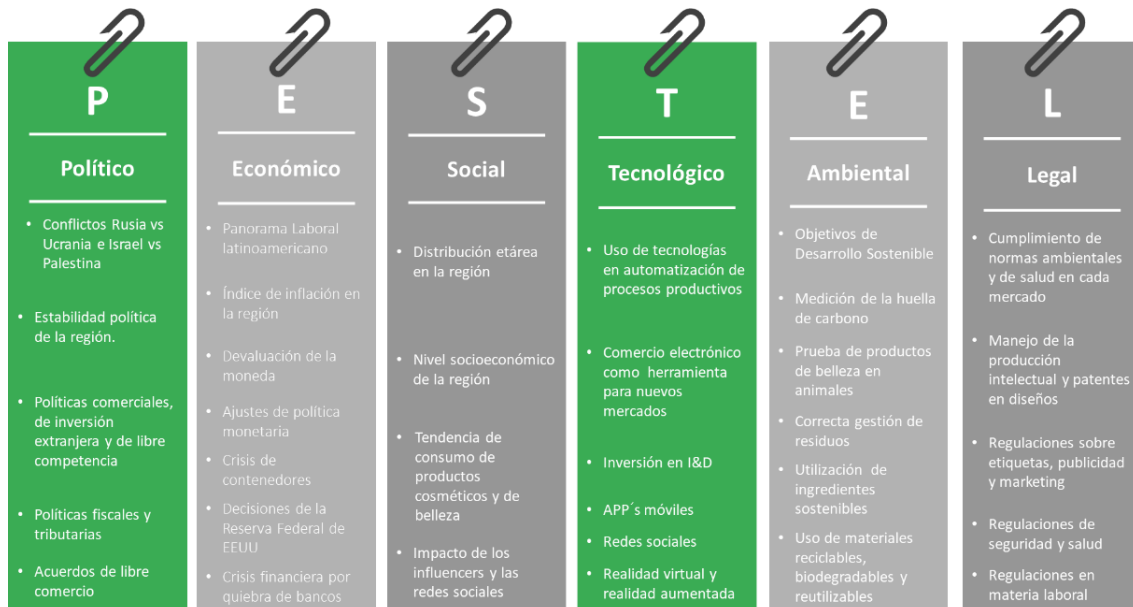 P
Político
• Conflictos Rusia vs
Ucrania e Israel vs
Palestina
• Estabilidad política
de la región.
• Políticas comerciales,
de inversión
extranjera y de libre
competencia
• Políticas fiscales y
tributarias
• Acuerdos de libre
comercio
E
Económico
• Panorama Laboral
latinoamericano
• Índice de inflación en
la región
• Devaluación de la
moneda
• Ajustes de política
monetaria
• Crisis de
contenedores
• Decisiones de la
Reserva Federal de
EEUU
• Crisis financiera por
quiebra de bancos
S
Social
• Distribución etárea
en la región
• Nivel socioeconómico
de la región
• Tendencia de
consumo de
productos
cosméticos y de
belleza
• Impacto de los
influencers y las
redes sociales
T
Tecnológico
• Uso de tecnologías
en automatización de
procesos productivos
• Comercio electrónico
como herramienta
para nuevos
mercados
• Inversión en I&D
• APP´s móviles
• Redes sociales
• Realidad virtual y
realidad aumentada
E
Ambiental
• Objetivos de
Desarrollo Sostenible
• Medición de la huella
de carbono
• Prueba de productos
de belleza en
animales
• Correcta gestión de
residuos
• Utilización de
ingredientes
sostenibles
• Uso de materiales
reciclables,
biodegradables y
reutilizables
L
Legal
• Cumplimiento de
normas ambientales
y de salud en cada
mercado
• Manejo de la
producción
intelectual y patentes
en diseños
• Regulaciones sobre
etiquetas, publicidad
y marketing
• Regulaciones de
seguridad y salud
• Regulaciones en
materia laboral